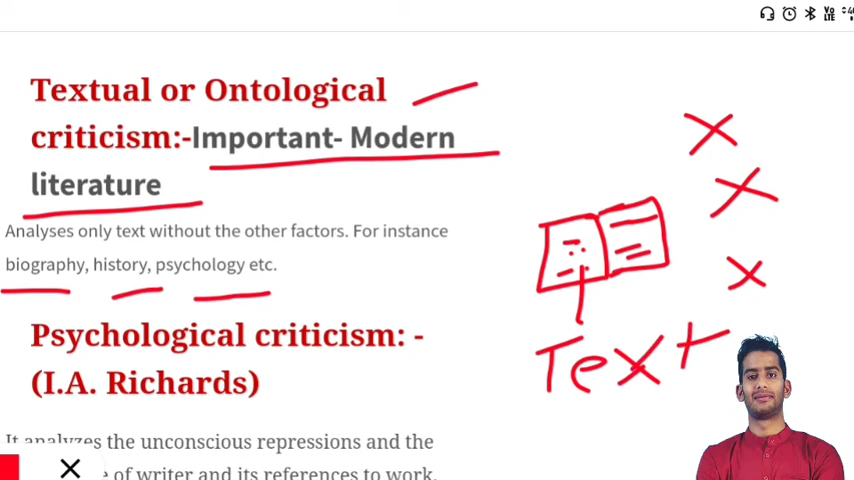 Vo
LTE
Textual or Ontological
criticism:-Important- Modern
literature
Analyses only text without the other factors. For instance
biography, history, psychology etc.
Text
Psychological criticism: -
(I.A. Richards)
It analyzes the unconscious repressions and the
of writer and its references to work.